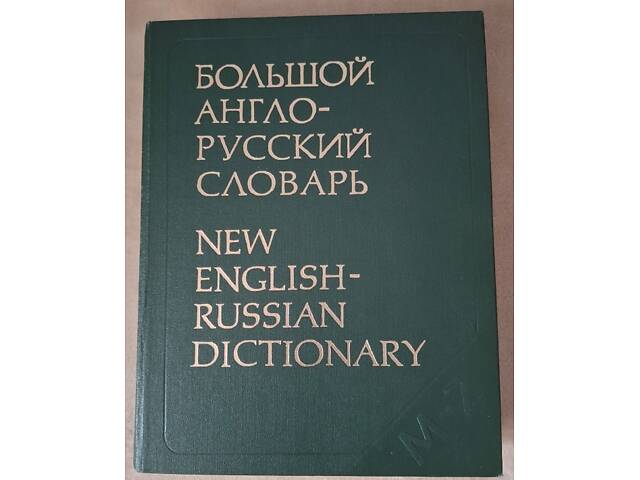 БОЛЬШОЙ
АНГЛО-
РУССКИЙ
СЛОВАРЬ
NEW
ENGLISH-
RUSSIAN
DICTIONARY
M-Z